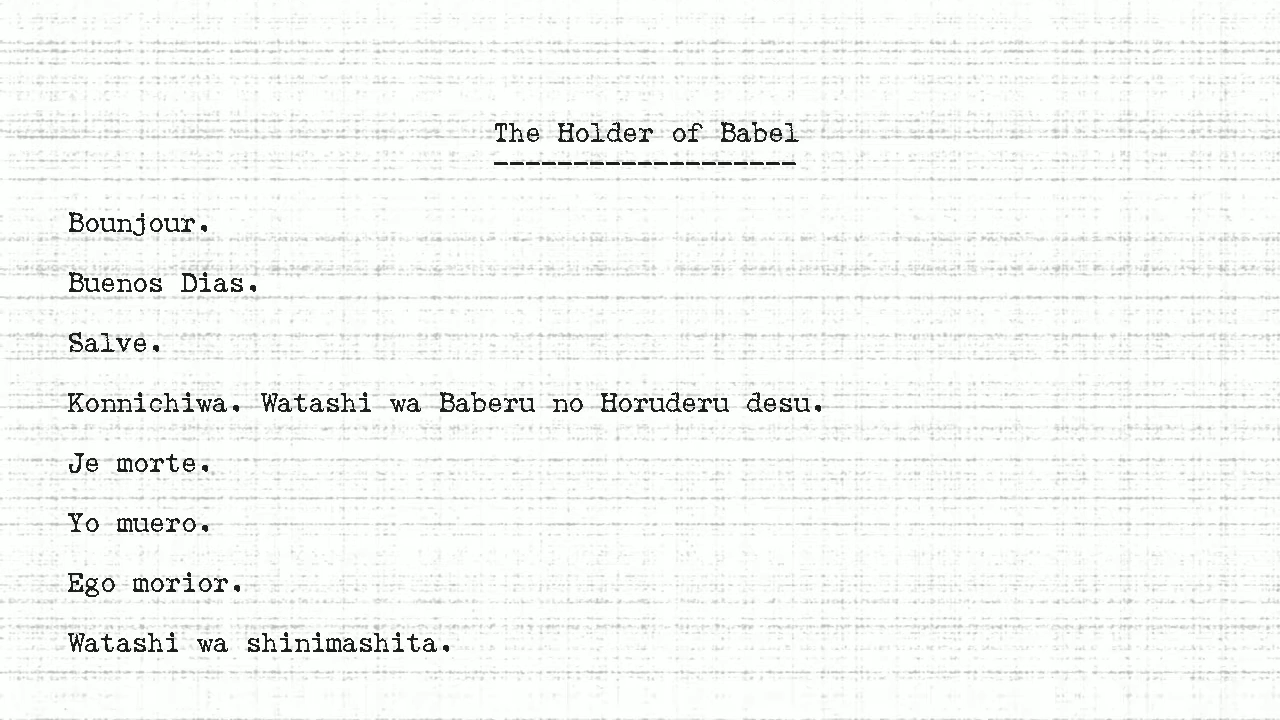 The Holder of Babel
-------------------
Bounjour.
Buenos Dias.
Salve.
Konnichiwa. Watashi wa Baberu no Horuderu desu.
Je morte.
Yo muero.
Ego morior.
Watashi wa shinimashita.